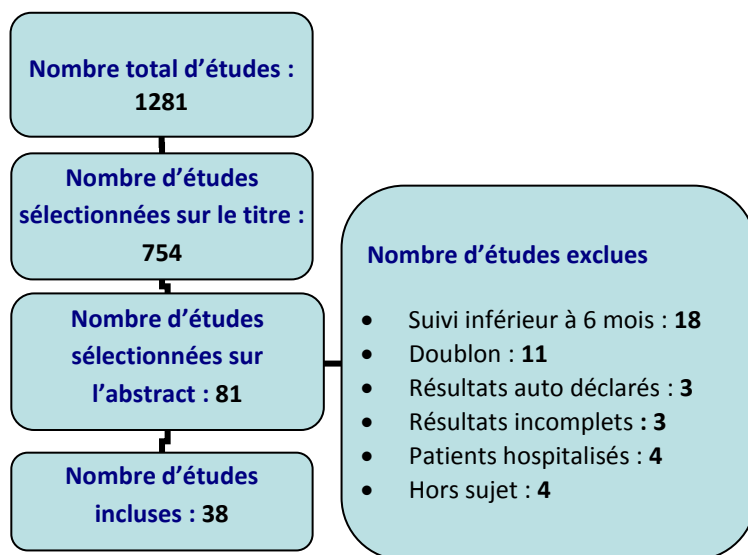 Nombre total d'études :
1281
Nombre d'études
sélectionnées sur le titre :
754
Nombre d'études
sélectionnées sur
l'abstract : 81
Nombre d'études
incluses : 38
Nombre d'études exclues
• Suivi inférieur à 6 mois : 18
• Doublon : 11
• Résultats auto déclarés : 3
• Résultats incomplets : 3
• Patients hospitalisés : 4
• Hors sujet : 4